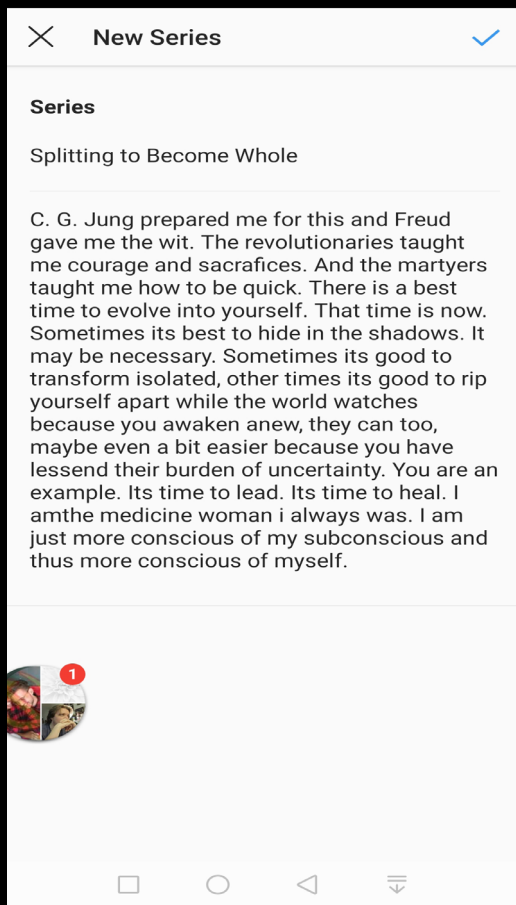 New Series
Series
Splitting to Become Whole
C. G. Jung prepared me for this and Freud
gave me the wit. The revolutionaries taught
me courage and sacrafices. And the martyers
taught me how to be quick. There is a best
time to evolve into yourself. That time is now.
Sometimes its best to hide in the shadows. It
may be necessary. Sometimes its good to
transform isolated, other times its good to rip
yourself apart while the world watches
because you awaken anew, they can too,
maybe even a bit easier because you have
lessend their burden of uncertainty. You are an
example. Its time to lead. Its time to heal. I
amthe medicine woman i always was. I am
just more conscious of my subconscious and
thus more conscious of myself.
1